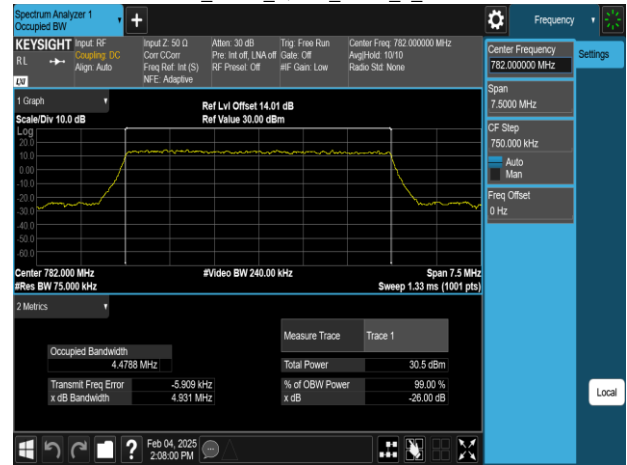 Spectrum Analyzer 1
Occupied BW
Frequency
KEYSIGHT
RL
LXI
Input: RF
Coupling: DC
Align: Auto
Input Z: 50 Ω
Corr CCorr
Freq Ref: Int (S)
NFE: Adaptive
Atten: 30 dB
Pre: Int off, LNA off
RF Presel: Off
Trig: Free Run
Gate: Off
#IF Gain: Low
Center Freq: 782.000000 MHz
Avg|Hold: 10/10
Radio Std: None
Center Frequency
782.000000 MHz
Settings
Span
7.5000 MHz
CF Step
750.000 kHz
Auto
Man
Freq Offset
0 Hz
1 Graph
Scale/Div 10.0 dB
Ref Lvl Offset 14.01 dB
Ref Value 30.00 dBm
Log
20.0
10.0
0.00
-10.0
-20.0
-30.0
-40.0
-50.0
-60.0
Center 782.000 MHz
#Video BW 240.00 kHz
Span 7.5 MHz
#Res BW 75.000 kHz
Sweep 1.33 ms (1001 pts)
2 Metrics
Measure Trace Trace 1
Occupied Bandwidth
4.4788 MHz
Total Power 30.5 dBm
Transmit Freq Error -5.909 kHz
% of OBW Power 99.00 %
x dB Bandwidth 4.931 MHz
x dB -26.00 dB
Local
Feb 04, 2025
2:08:00 PM